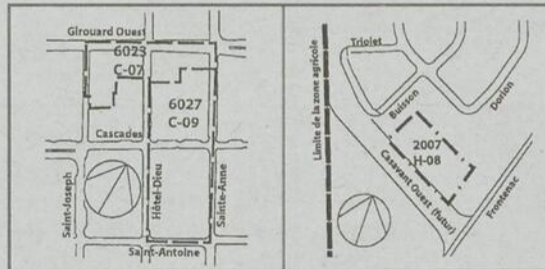 Girouard Ouest
6023
C-07
6027
C-09
Cascades
Saint-Joseph
Hôtel-Dieu
Sainte-Anne
Saint-Antoine
Limite de la zone agricole
Triolet
Buisson
Dorion
2007
H-08
Casavant Ouest (futur)
Frontenac